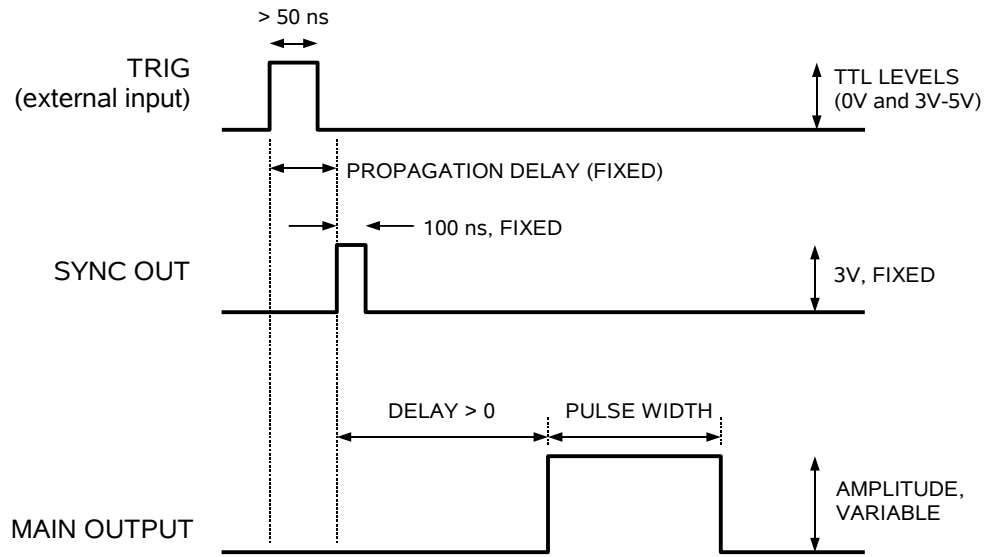 > 50 ns
TRIG
(external input)
TTL LEVELS
(0V and 3V-5V)
PROPAGATION DELAY (FIXED)
100 ns, FIXED
SYNC OUT
3V, FIXED
DELAY > 0
PULSE WIDTH
AMPLITUDE,
VARIABLE
MAIN OUTPUT